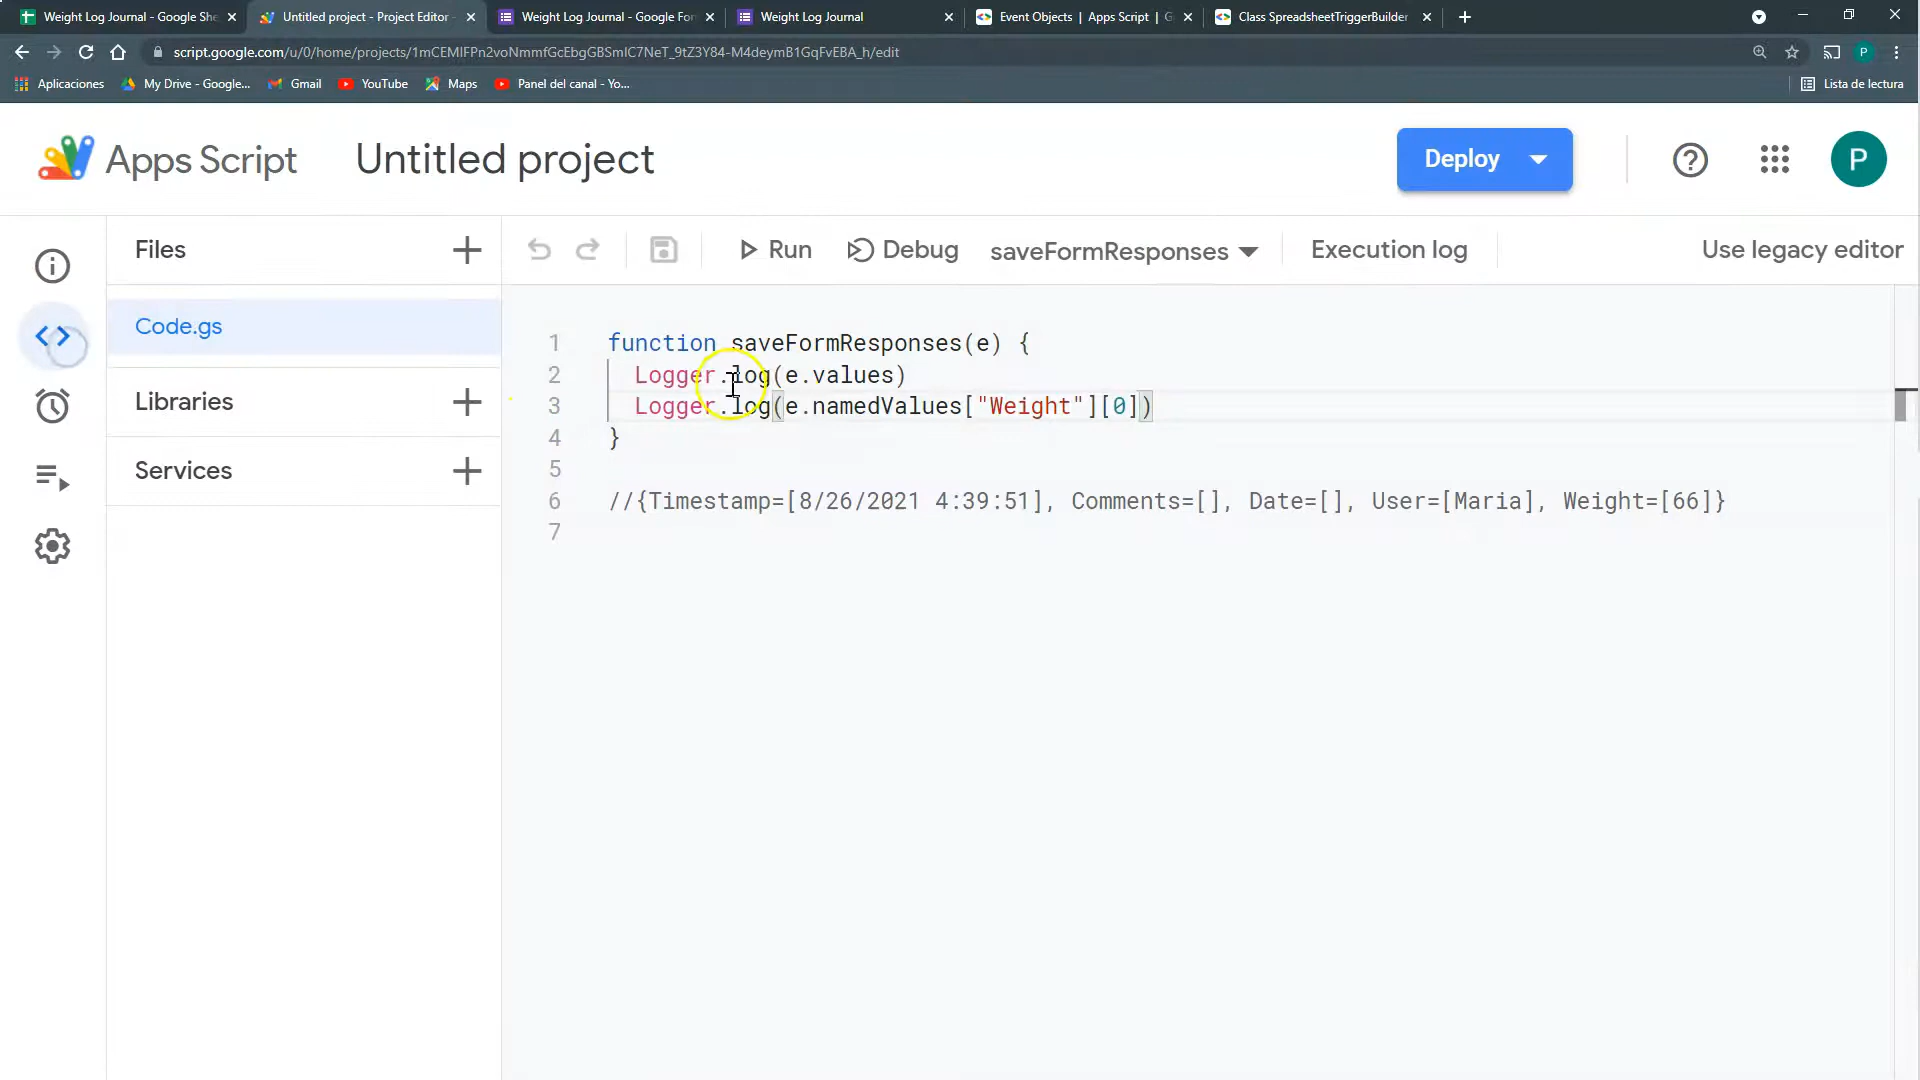 Weight Log Journal - Google She
Untitled project - Project Editor -
Weight Log Journal - Google For
Weight Log Journal
Event Objects | Apps Script | G
Class SpreadsheetTriggerBuilder
script.google.com/u/0/home/projects/1mCEMIFPn2voNmmfGcEbgGBSmIC7NeT_9tZ3Y84-M4deymB1GqFvEBA_h/edit
P
Aplicaciones
My Drive - Google...
Gmail
YouTube
Maps
Panel del canal - Yo...
Lista de lectura
Apps Script
Untitled project
Deploy
P
Files
Run
Debug
saveFormResponses
Execution log
Use legacy editor
Code.gs
Libraries
Services
1 function saveFormResponses(e) {
2 Logger.log(e.values)
3 Logger.log(e.namedValues["Weight"][0])
4 }
5
6 //{Timestamp=[8/26/2021 4:39:51], Comments=[], Date=[], User=[Maria], Weight=[66]}
7